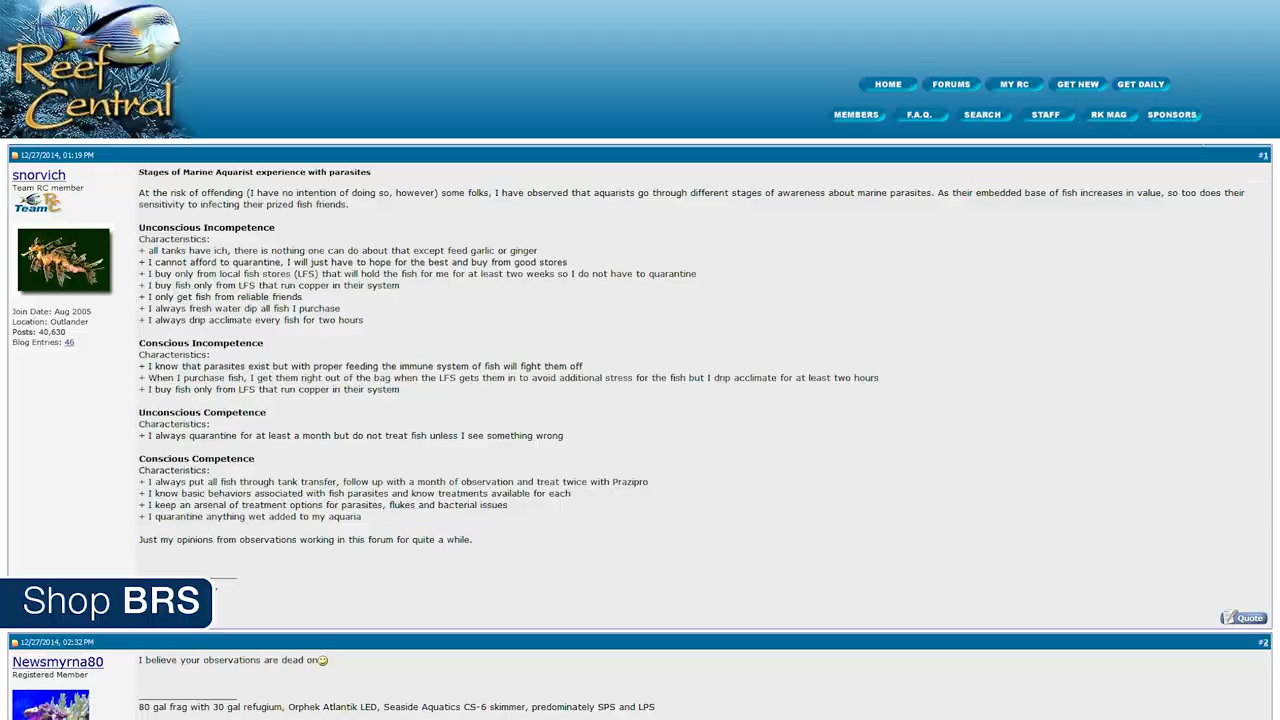 Reef
Central
HOME FORUMS MY RC GET NEW GET DAILY
MEMBERS F.A.Q. SEARCH STAFF RK MAG SPONSORS
12/27/2014, 01:19 PM #1
snorvich
Team RC member
Team RC
Join Date: Aug 2005
Location: Outlander
Posts: 40,630
Blog Entries: 46
Stages of Marine Aquarist experience with parasites
At the risk of offending (I have no intention of doing so, however) some folks, I have observed that aquarists go through different stages of awareness about marine parasites. As their embedded base of fish increases in value, so too does their
sensitivity to infecting their prized fish friends.
Unconscious Incompetence
Characteristics:
+ all tanks have ich, there is nothing one can do about that except feed garlic or ginger
+ I cannot afford to quarantine, I will just have to hope for the best and buy from good stores
+ I buy only from local fish stores (LFS) that will hold the fish for me for at least two weeks so I do not have to quarantine
+ I buy fish only from LFS that run copper in their system
+ I only get fish from reliable friends
+ I always fresh water dip all fish I purchase
+ I always drip acclimate every fish for two hours
Conscious Incompetence
Characteristics:
+ I know that parasites exist but with proper feeding the immune system of fish will fight them off
+ When I purchase fish, I get them right out of the bag when the LFS gets them in to avoid additional stress for the fish but I drip acclimate for at least two hours
+ I buy fish only from LFS that run copper in their system
Unconscious Competence
Characteristics:
+ I always quarantine for at least a month but do not treat fish unless I see something wrong
Conscious Competence
Characteristics:
+ I always put all fish through tank transfer, follow up with a month of observation and treat twice with Prazipro
+ I know basic behaviors associated with fish parasites and know treatments available for each
+ I keep an arsenal of treatment options for parasites, flukes and bacterial issues
+ I quarantine anything wet added to my aquaria
Just my opinions from observations working in this forum for quite a while.
Shop BRS
Quote
12/27/2014, 02:32 PM #2
Newsmyrna80
Registered Member
I believe your observations are dead on
80 gal frag with 30 gal refugium, Orphek Atlantik LED, Seaside Aquatics CS-6 skimmer, predominately SPS and LPS